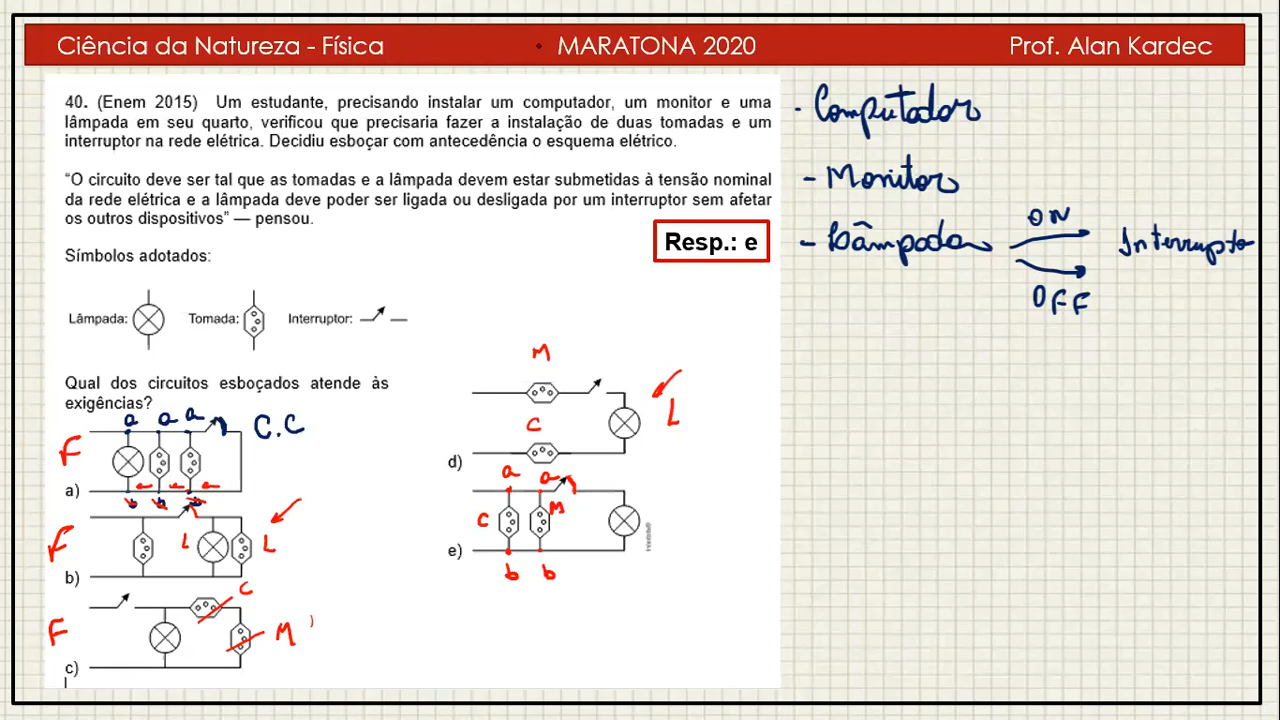 Ciência da Natureza - Física MARATONA 2020 Prof. Alan Kardec
40. (Enem 2015) Um estudante, precisando instalar um computador, um monitor e uma
lâmpada em seu quarto, verificou que precisaria fazer a instalação de duas tomadas e um
interruptor na rede elétrica. Decidiu esboçar com antecedência o esquema elétrico.
“O circuito deve ser tal que as tomadas e a lâmpada devem estar submetidas à tensão nominal
da rede elétrica e a lâmpada deve poder ser ligada ou desligada por um interruptor sem afetar
os outros dispositivos” — pensou.
Resp.: e
Símbolos adotados:
Lâmpada: Tomada: Interruptor:
Qual dos circuitos esboçados atende às
exigências?
a a a C.C
F
a a a
a) b b
F L L
b)
C
F M
c)
M
L
C
d)
a a
C M
e)
b b
- Computador
- Monitor
- Lâmpada ON Interrupto
OFF